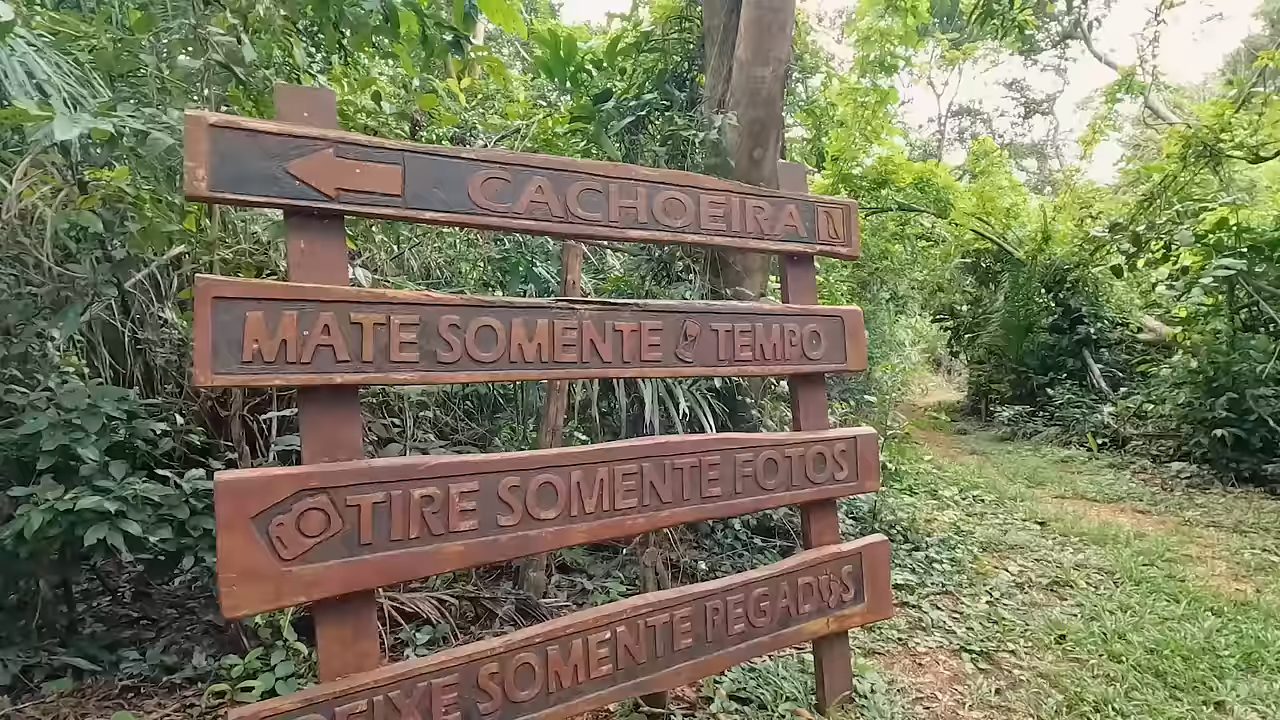 CACHOEIRA
MATE SOMENTE TEMPO
TIRE SOMENTE FOTOS
DEIXE SOMENTE PEGADAS